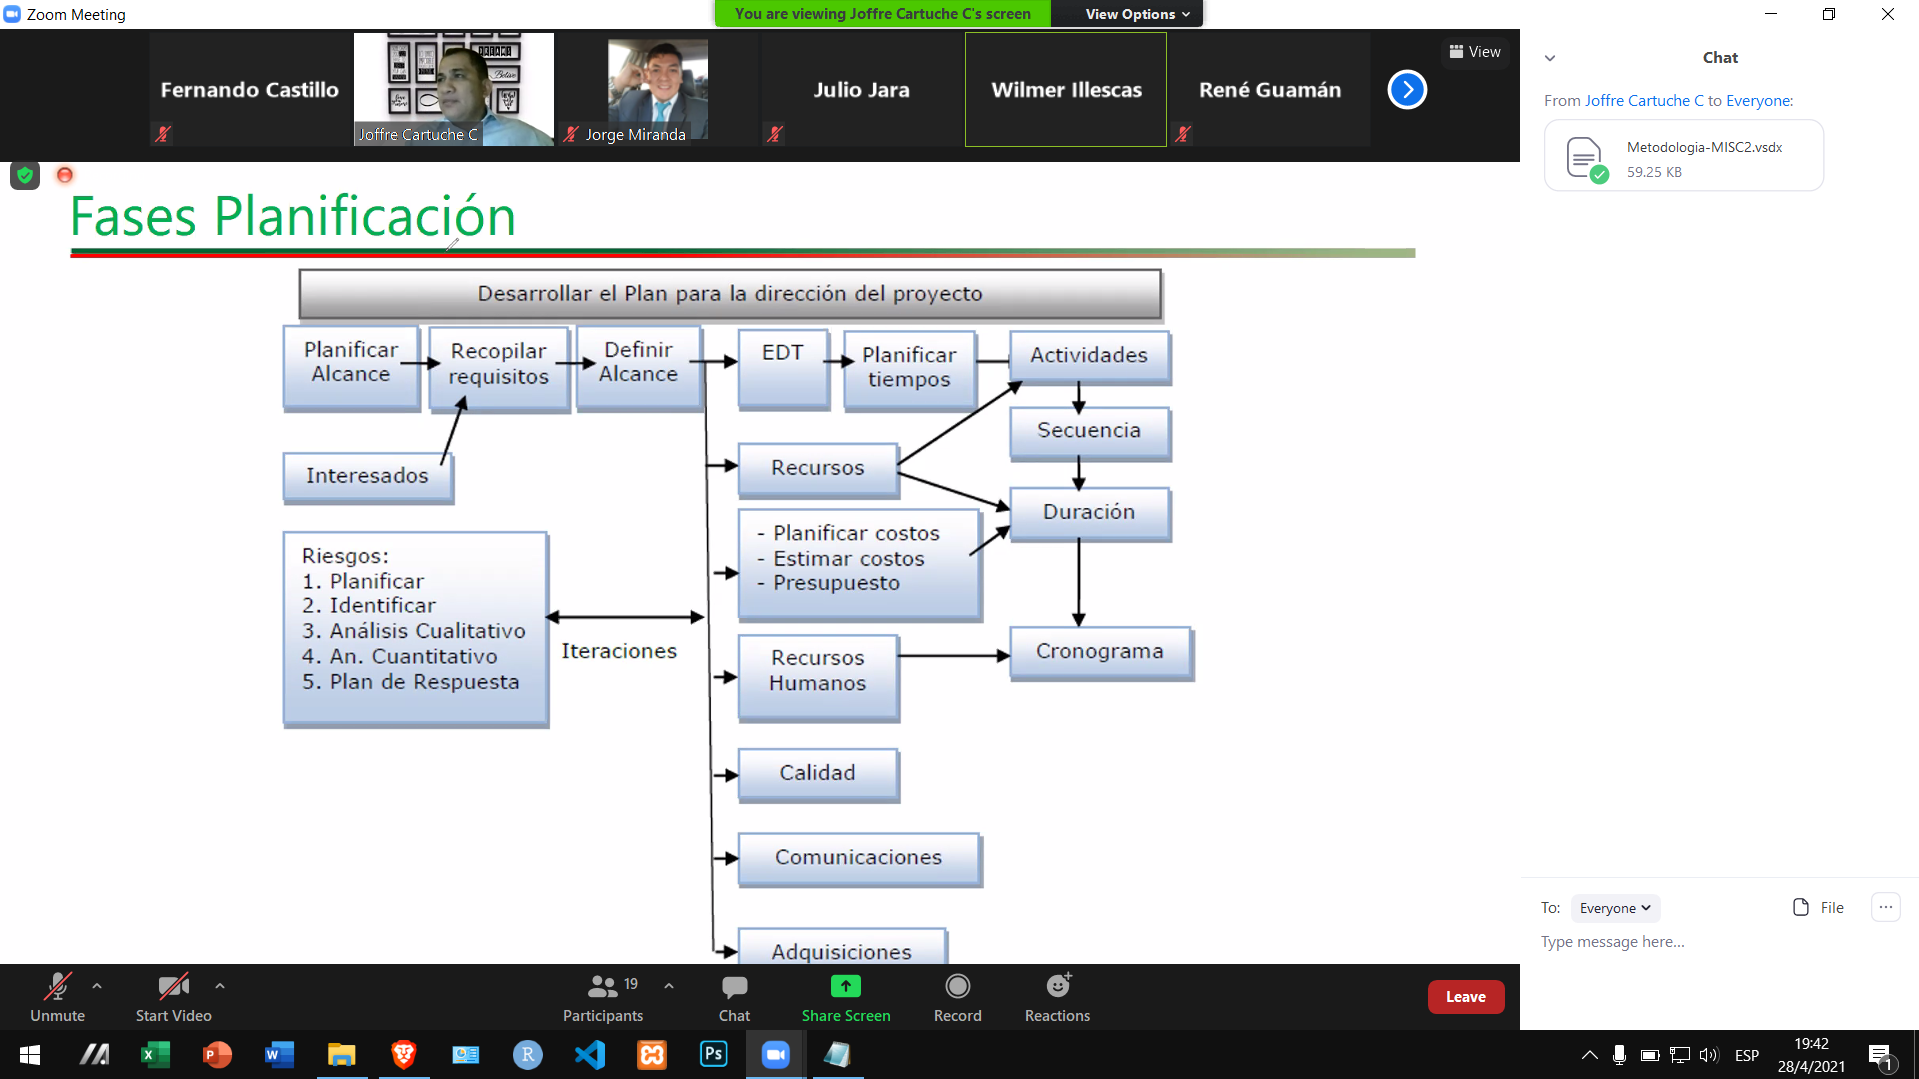 Zoom Meeting
You are viewing Joffre Cartuche C's screen
View Options
Fernando Castillo
Joffre Cartuche C
Jorge Miranda
Julio Jara
Wilmer Illescas
René Guamán
View
Fases Planificación
Desarrollar el Plan para la dirección del proyecto
Planificar
Alcance
Recopilar
requisitos
Definir
Alcance
EDT
Planificar
tiempos
Actividades
Secuencia
Interesados
Recursos
Duración
- Planificar costos
- Estimar costos
- Presupuesto
Riesgos:
1. Planificar
2. Identificar
3. Análisis Cualitativo
4. An. Cuantitativo
5. Plan de Respuesta
Iteraciones
Recursos
Humanos
Cronograma
Calidad
Comunicaciones
Adquisiciones
Chat
From Joffre Cartuche C to Everyone:
Metodologia-MISC2.vsdx
59.25 KB
To: Everyone
File
Type message here...
Unmute
Start Video
19
Participants
Chat
Share Screen
Record
Reactions
Leave
X
P
W
R
Ps
ESP
19:42
28/4/2021
1